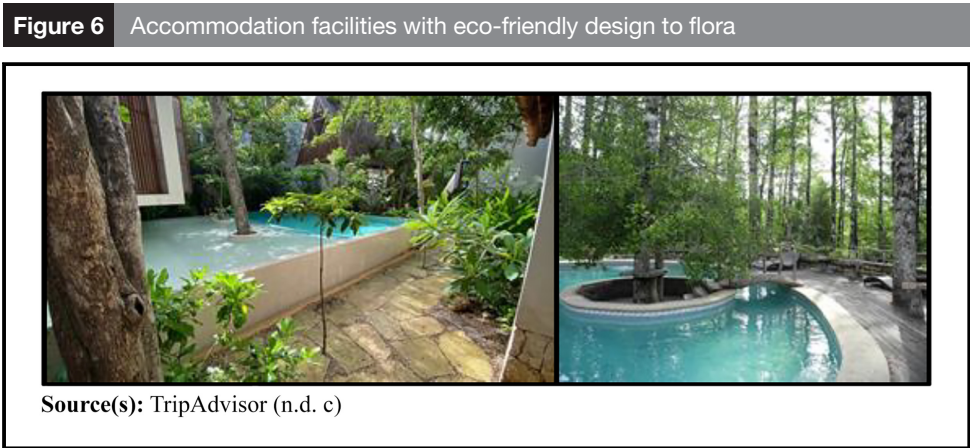 Figure 6 Accommodation facilities with eco-friendly design to flora
Source(s): TripAdvisor (n.d. c)